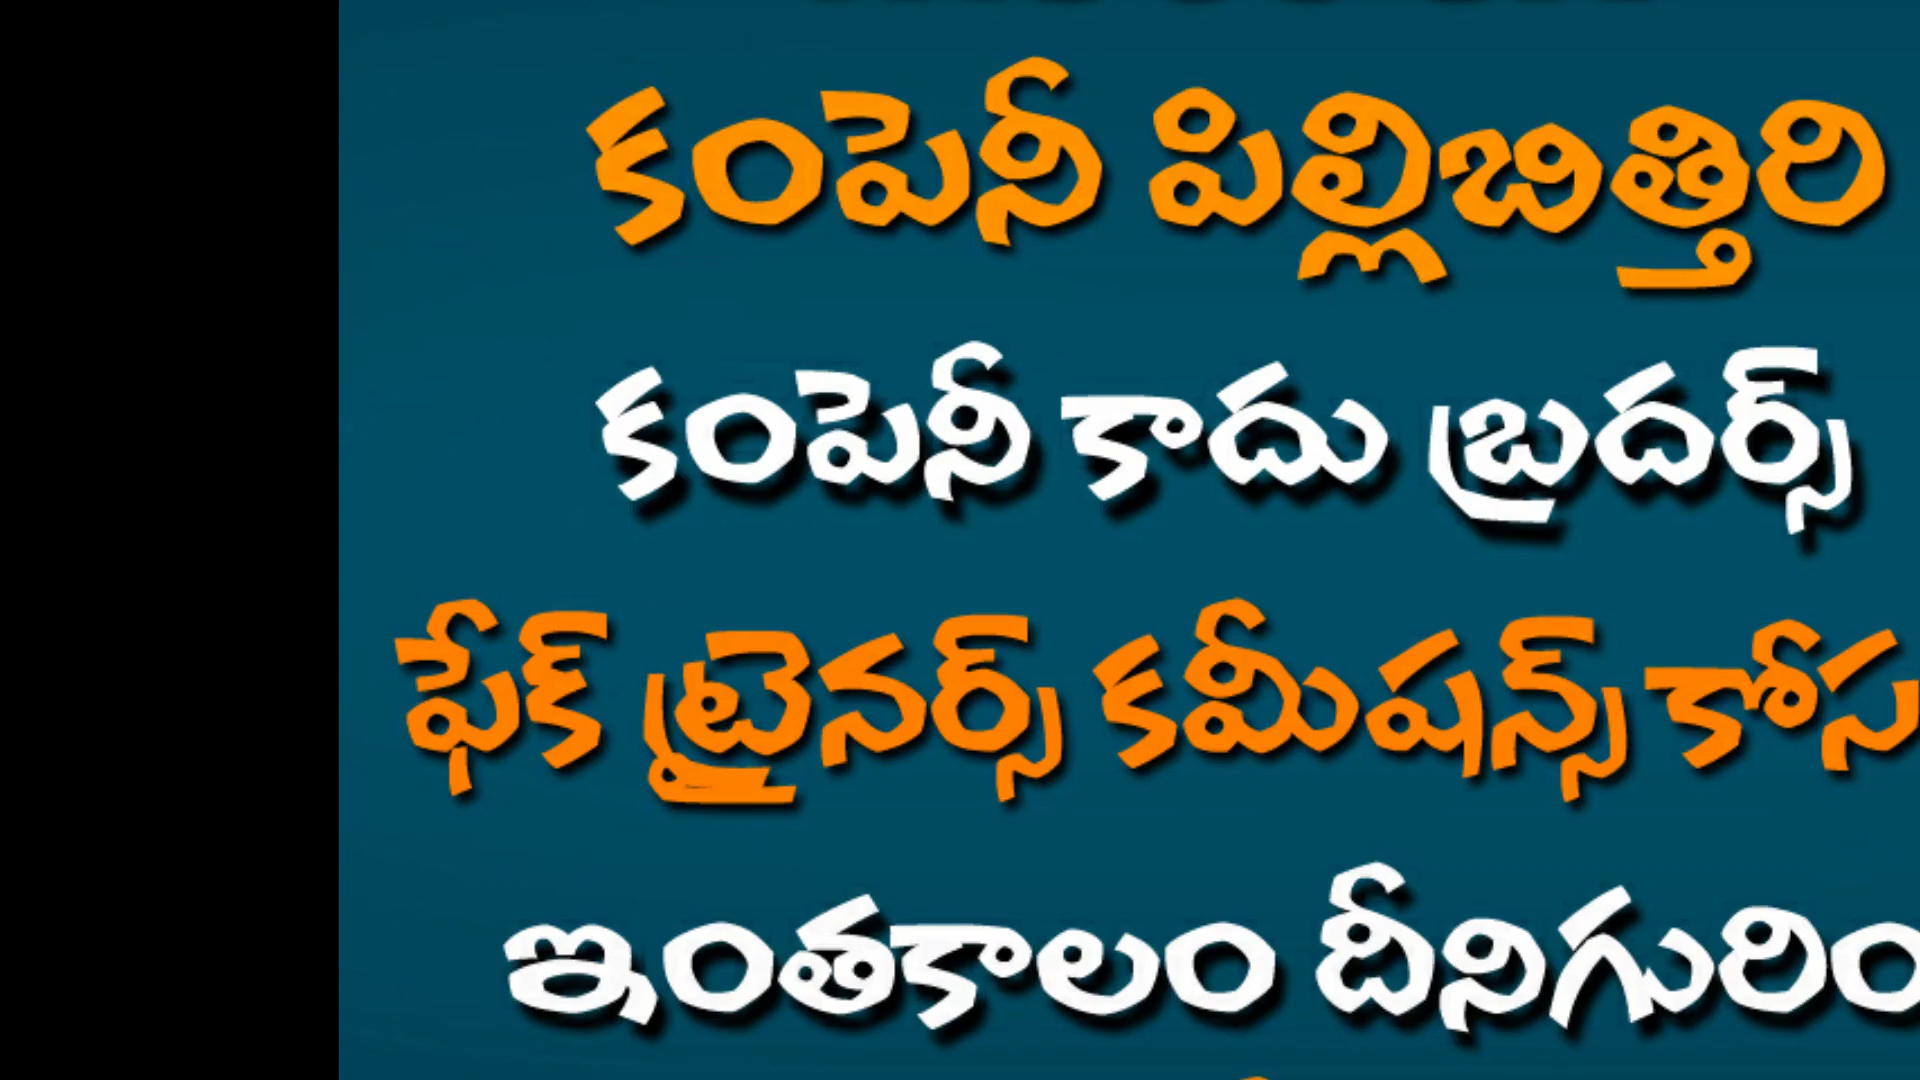 కంపెనీ పిల్లిబిత్తిరి
కంపెనీ కాదు బ్రదర్స్
ఫేక్ ట్రైనర్స్ కమీషన్స్ కోస
ఇంతకాలం దీనిగురిం